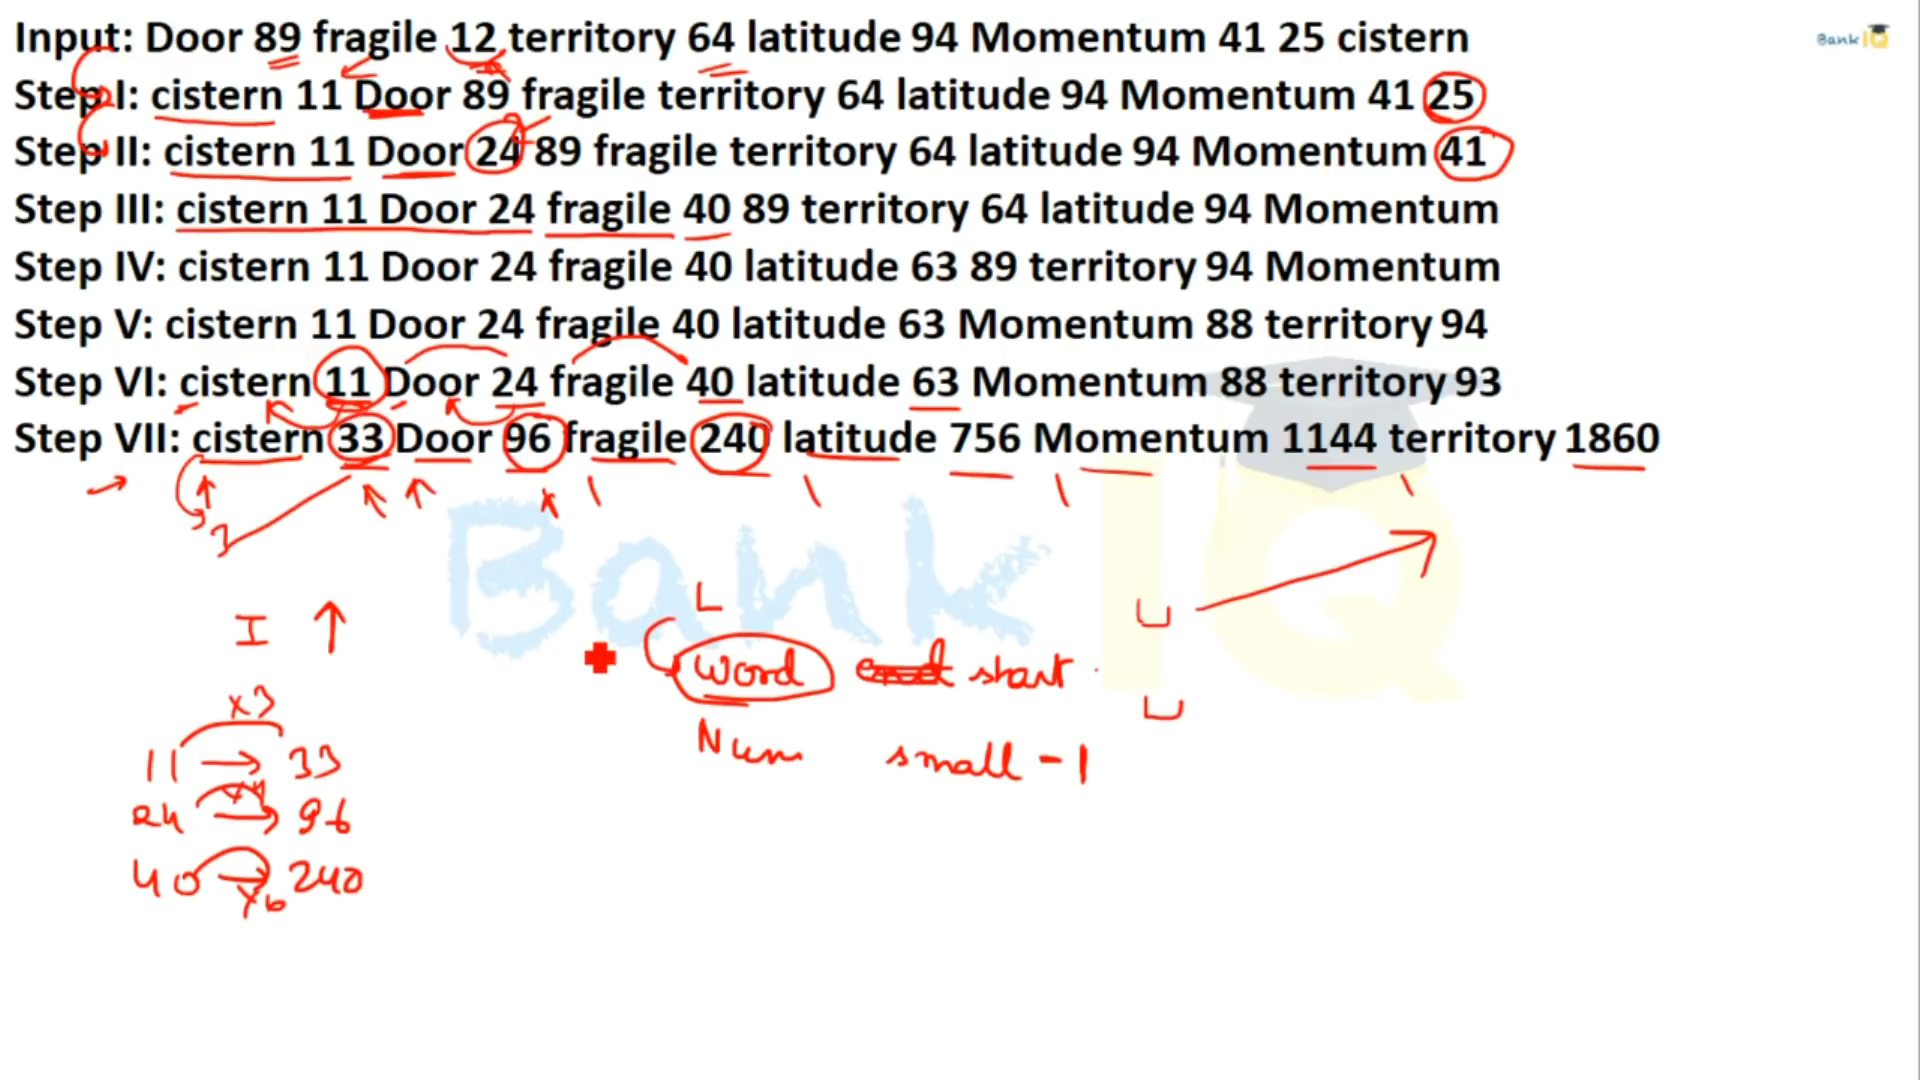 Input: Door 89 fragile 12 territory 64 latitude 94 Momentum 41 25 cistern
Bank IQ
Step I: cistern 11 Door 89 fragile territory 64 latitude 94 Momentum 41 25
Step II: cistern 11 Door 24 89 fragile territory 64 latitude 94 Momentum 41
Step III: cistern 11 Door 24 fragile 40 89 territory 64 latitude 94 Momentum
Step IV: cistern 11 Door 24 fragile 40 latitude 63 89 territory 94 Momentum
Step V: cistern 11 Door 24 fragile 40 latitude 63 Momentum 88 territory 94
Step VI: cistern 11 Door 24 fragile 40 latitude 63 Momentum 88 territory 93
Step VII: cistern 33 Door 96 fragile 240 latitude 756 Momentum 1144 territory 1860
3
Bank IQ
L
I
word end start
x3
Num small - 1
11 → 33
x4
24 → 96
40 → 240
x6